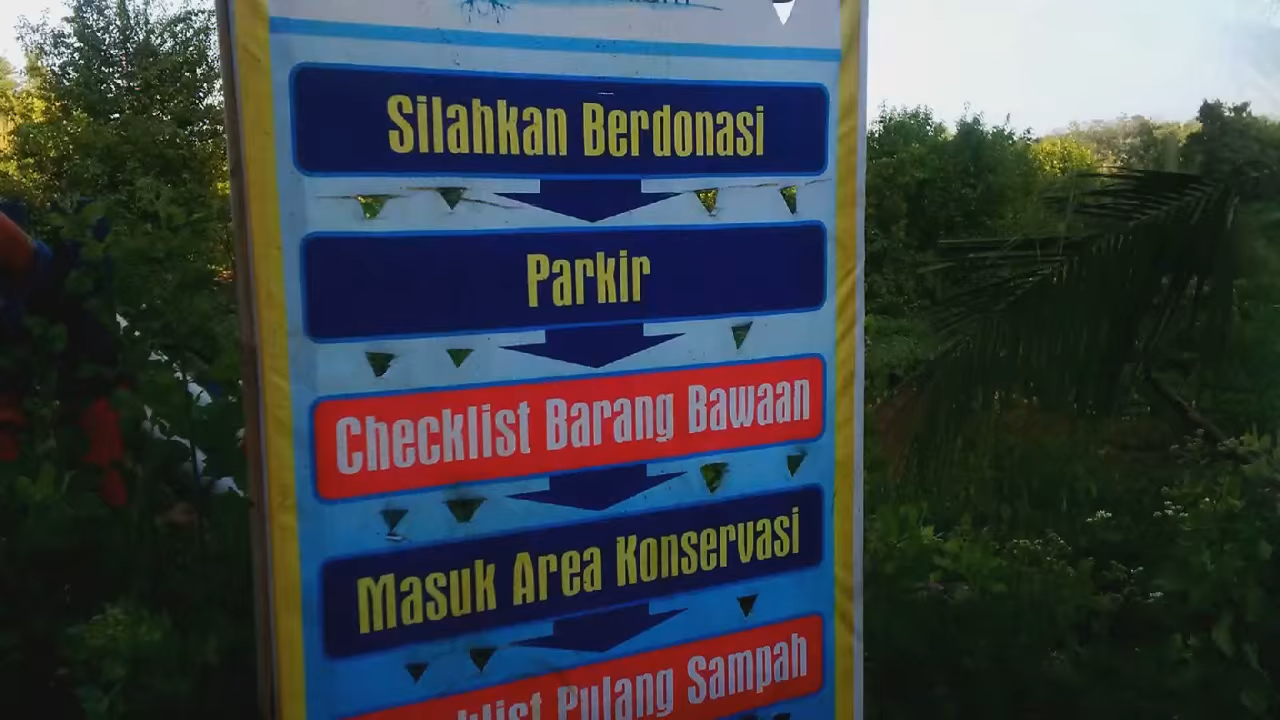 Silahkan Berdonasi
Parkir
Checklist Barang Bawaan
Masuk Area Konservasi
Pulang Sampah